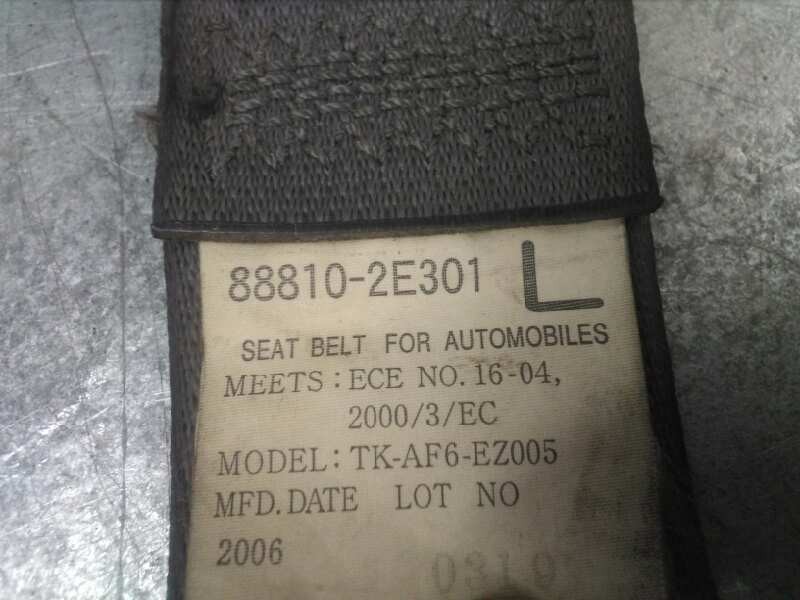 88810-2E301 L
SEAT BELT FOR AUTOMOBILES
MEETS : ECE NO. 16-04,
2000/3/EC
MODEL: TK-AF6-EZ005
MFD. DATE LOT NO
2006 0319